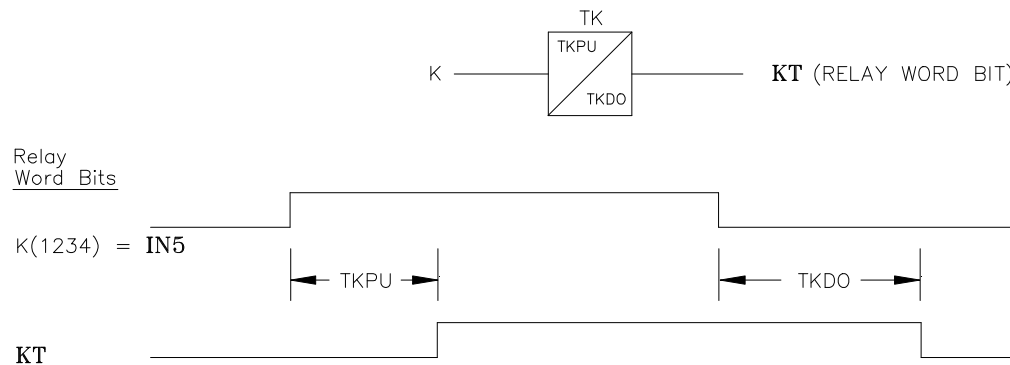 TK
TKPU
TKDO
K
KT (RELAY WORD BIT)
Relay
Word Bits
K(1234) = IN5
TKPU
TKDO
KT